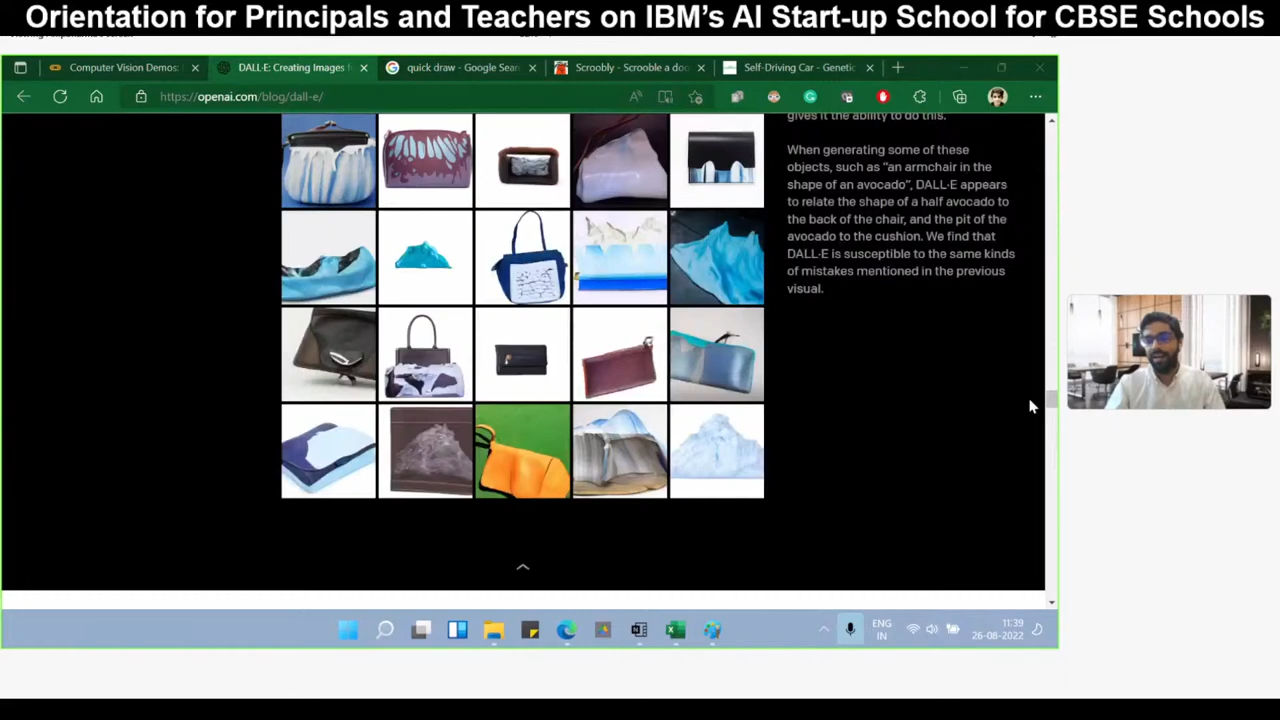 Orientation for Principals and Teachers on IBM's AI Start-up School for CBSE Schools
Computer Vision Demos:
DALL·E: Creating Images f
quick draw - Google Sear
Scroobly - Scrooble a doo
Self-Driving Car - Genetic
https://openai.com/blog/dall-e/
gives it the ability to do this.
When generating some of these
objects, such as "an armchair in the
shape of an avocado", DALL·E appears
to relate the shape of a half avocado to
the back of the chair, and the pit of the
avocado to the cushion. We find that
DALL·E is susceptible to the same kinds
of mistakes mentioned in the previous
visual.
ENG
IN
11:39
26-08-2022